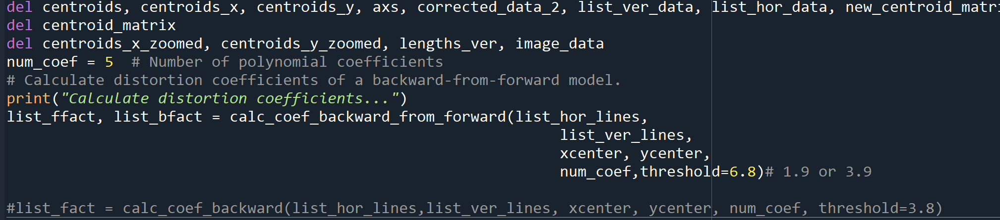 del centroids, centroids_x, centroids_y, axs, corrected_data_2, list_ver_data, list_hor_data,
del centroid_matrix
del centroids_x_zoomed, centroids_y_zoomed, lengths_ver, image_data
num_coef = 5  # Number of polynomial coefficients
# Calculate distortion coefficients of a backward-from-forward model.
print("Calculate distortion coefficients...")
list_ffact, list_bfact = calc_coef_backward_from_forward(list_hor_lines,
list_ver_lines,
xcenter, ycenter,
num_coef,threshold=6.8)# 1.9 or 3.9
#list_fact = calc_coef_backward(list_hor_lines,list_ver_lines, xcenter, ycenter, num_coef, threshold=3.8)